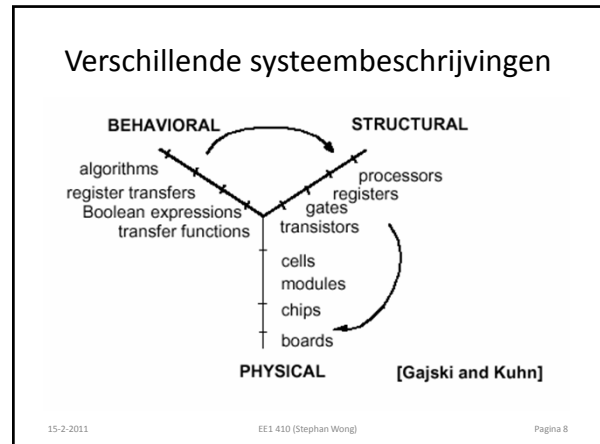 Verschillende systeembeschrijvingen
BEHAVIORAL
STRUCTURAL
algorithms
register transfers
Boolean expressions
transfer functions
processors
registers
gates
transistors
cells
modules
chips
boards
PHYSICAL
[Gajski and Kuhn]
15-2-2011
EE1 410 (Stephan Wong)
Pagina 8